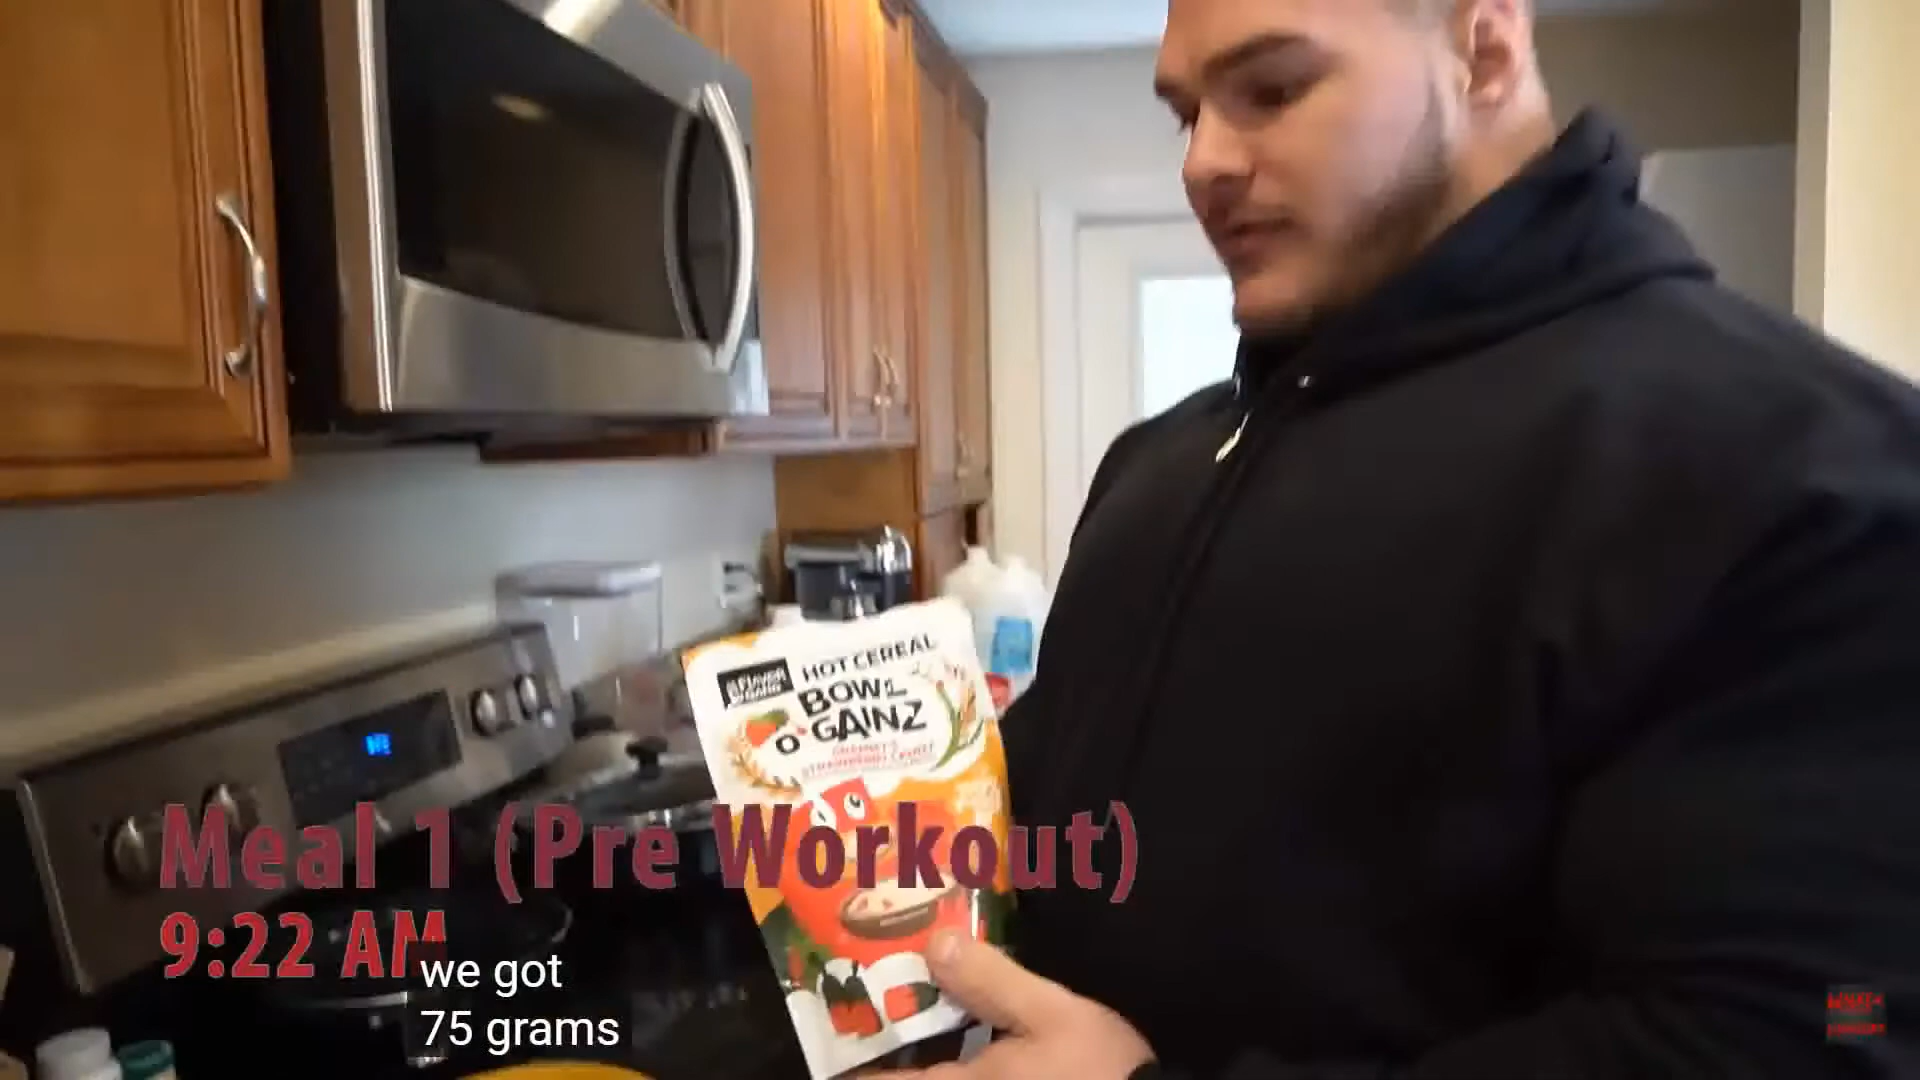 HOT CEREAL
BOWL
O' GAINZ
Meal 1 (Pre Workout)
9:22 AM
we got
75 grams